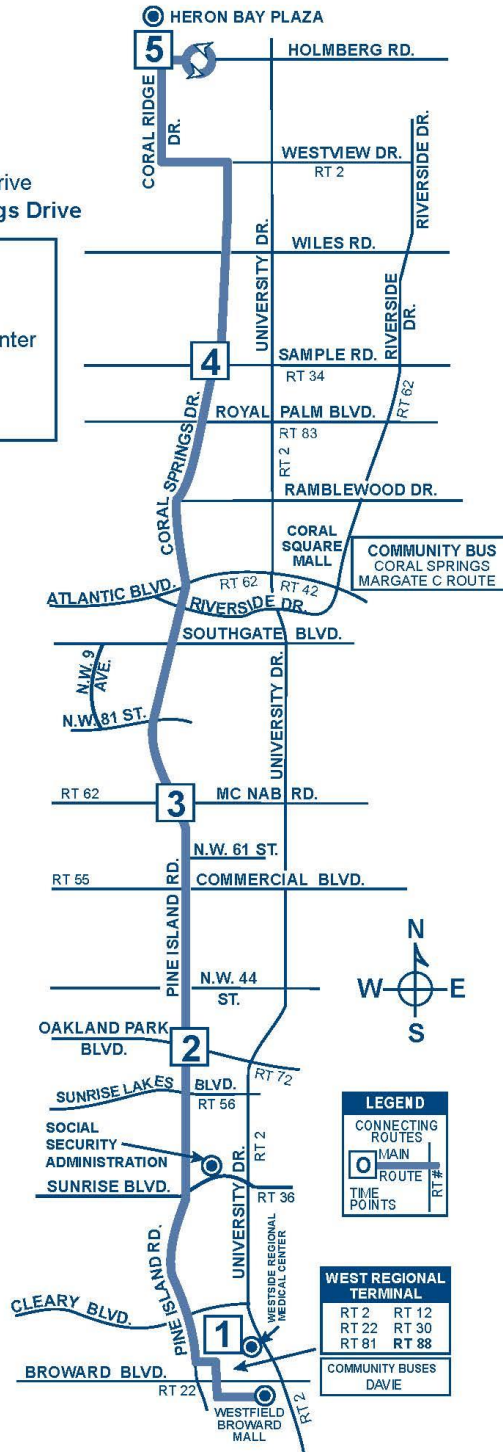 HERON BAY PLAZA
5
HOLMBERG RD.
CORAL RIDGE
DR.
WESTVIEW DR.
RT 2
RIVERSIDE DR.
rive
gs Drive
UNIVERSITY DR.
WILES RD.
RIVERSIDE
DR.
nter
4
SAMPLE RD.
RT 34
RT 62
CORAL SPRINGS DR.
ROYAL PALM BLVD.
RT 83
RT 2
RAMBLEWOOD DR.
CORAL
SQUARE
MALL
COMMUNITY BUS
CORAL SPRINGS
MARGATE C ROUTE
ATLANTIC BLVD.
RT 62
RT 42
RIVERSIDE DR.
SOUTHGATE BLVD.
N.W. 9
AVE.
UNIVERSITY DR.
N.W. 81 ST.
RT 62
3
MC NAB RD.
N.W. 61 ST.
RT 55
COMMERCIAL BLVD.
PINE ISLAND RD.
N.W. 44
ST.
N
W
E
S
OAKLAND PARK
BLVD.
2
RT 72
SUNRISE LAKES BLVD.
RT 56
RT 2
SOCIAL
SECURITY
ADMINISTRATION
SUNRISE BLVD.
RT 36
UNIVERSITY DR.
LEGEND
CONNECTING
ROUTES
O
MAIN
ROUTE
RT#
TIME
POINTS
PINE ISLAND RD.
CLEARY BLVD.
1
WESTSIDE REGIONAL
MEDICAL CENTER
WEST REGIONAL
TERMINAL
RT 2 RT 12
RT 22 RT 30
RT 81 RT 88
COMMUNITY BUSES
DAVIE
BROWARD BLVD.
RT 22
RT 2
WESTFIELD
BROWARD
MALL